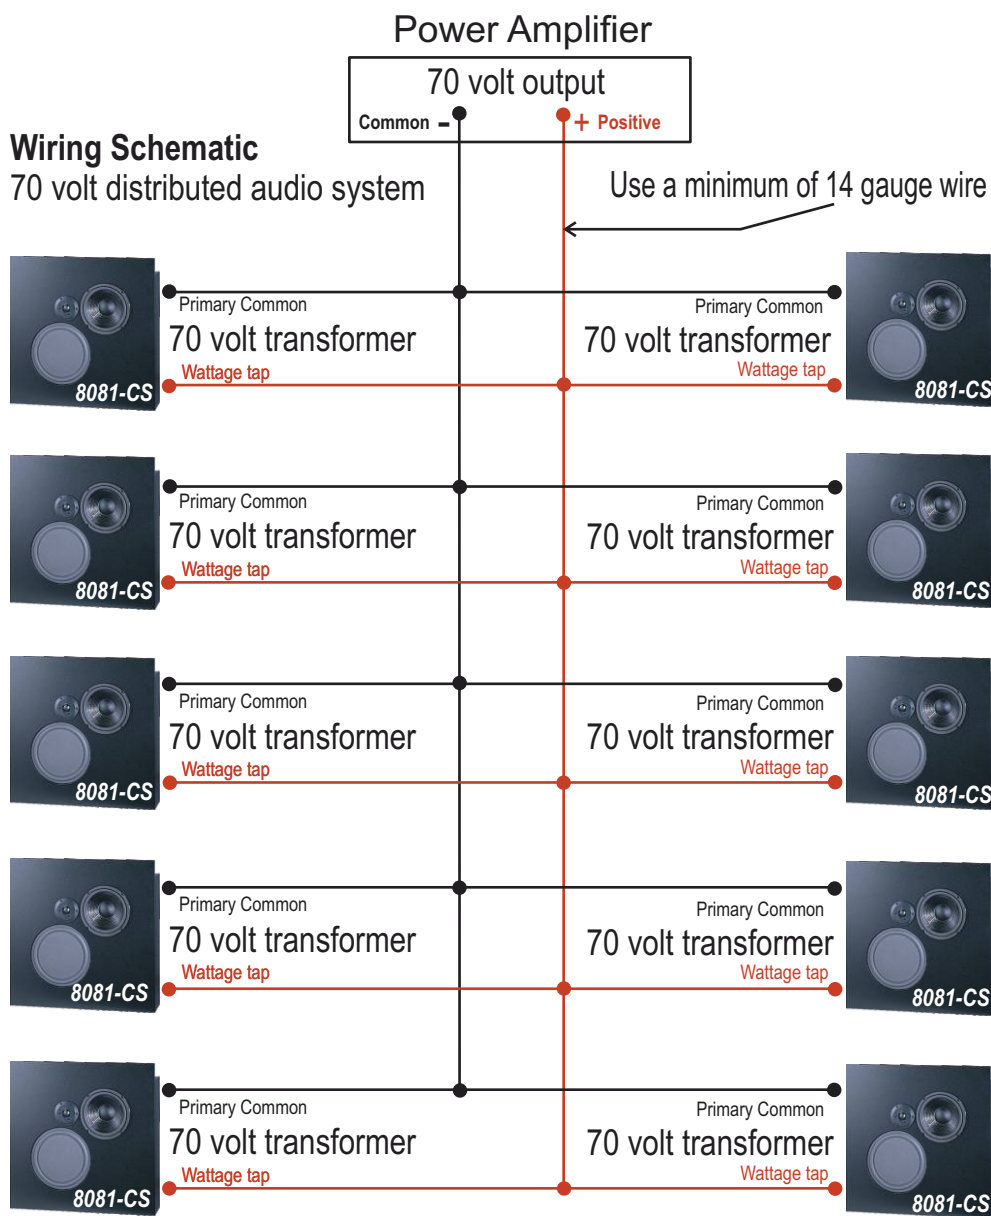 Power Amplifier
70 volt output
Common - + Positive
Wiring Schematic
70 volt distributed audio system
Use a minimum of 14 gauge wire
Primary Common
70 volt transformer
Wattage tap
8081-CS
Primary Common
70 volt transformer
Wattage tap
8081-CS
Primary Common
70 volt transformer
Wattage tap
8081-CS
Primary Common
70 volt transformer
Wattage tap
8081-CS
Primary Common
70 volt transformer
Wattage tap
8081-CS
Primary Common
70 volt transformer
Wattage tap
8081-CS
Primary Common
70 volt transformer
Wattage tap
8081-CS
Primary Common
70 volt transformer
Wattage tap
8081-CS
Primary Common
70 volt transformer
Wattage tap
8081-CS
Primary Common
70 volt transformer
Wattage tap
8081-CS